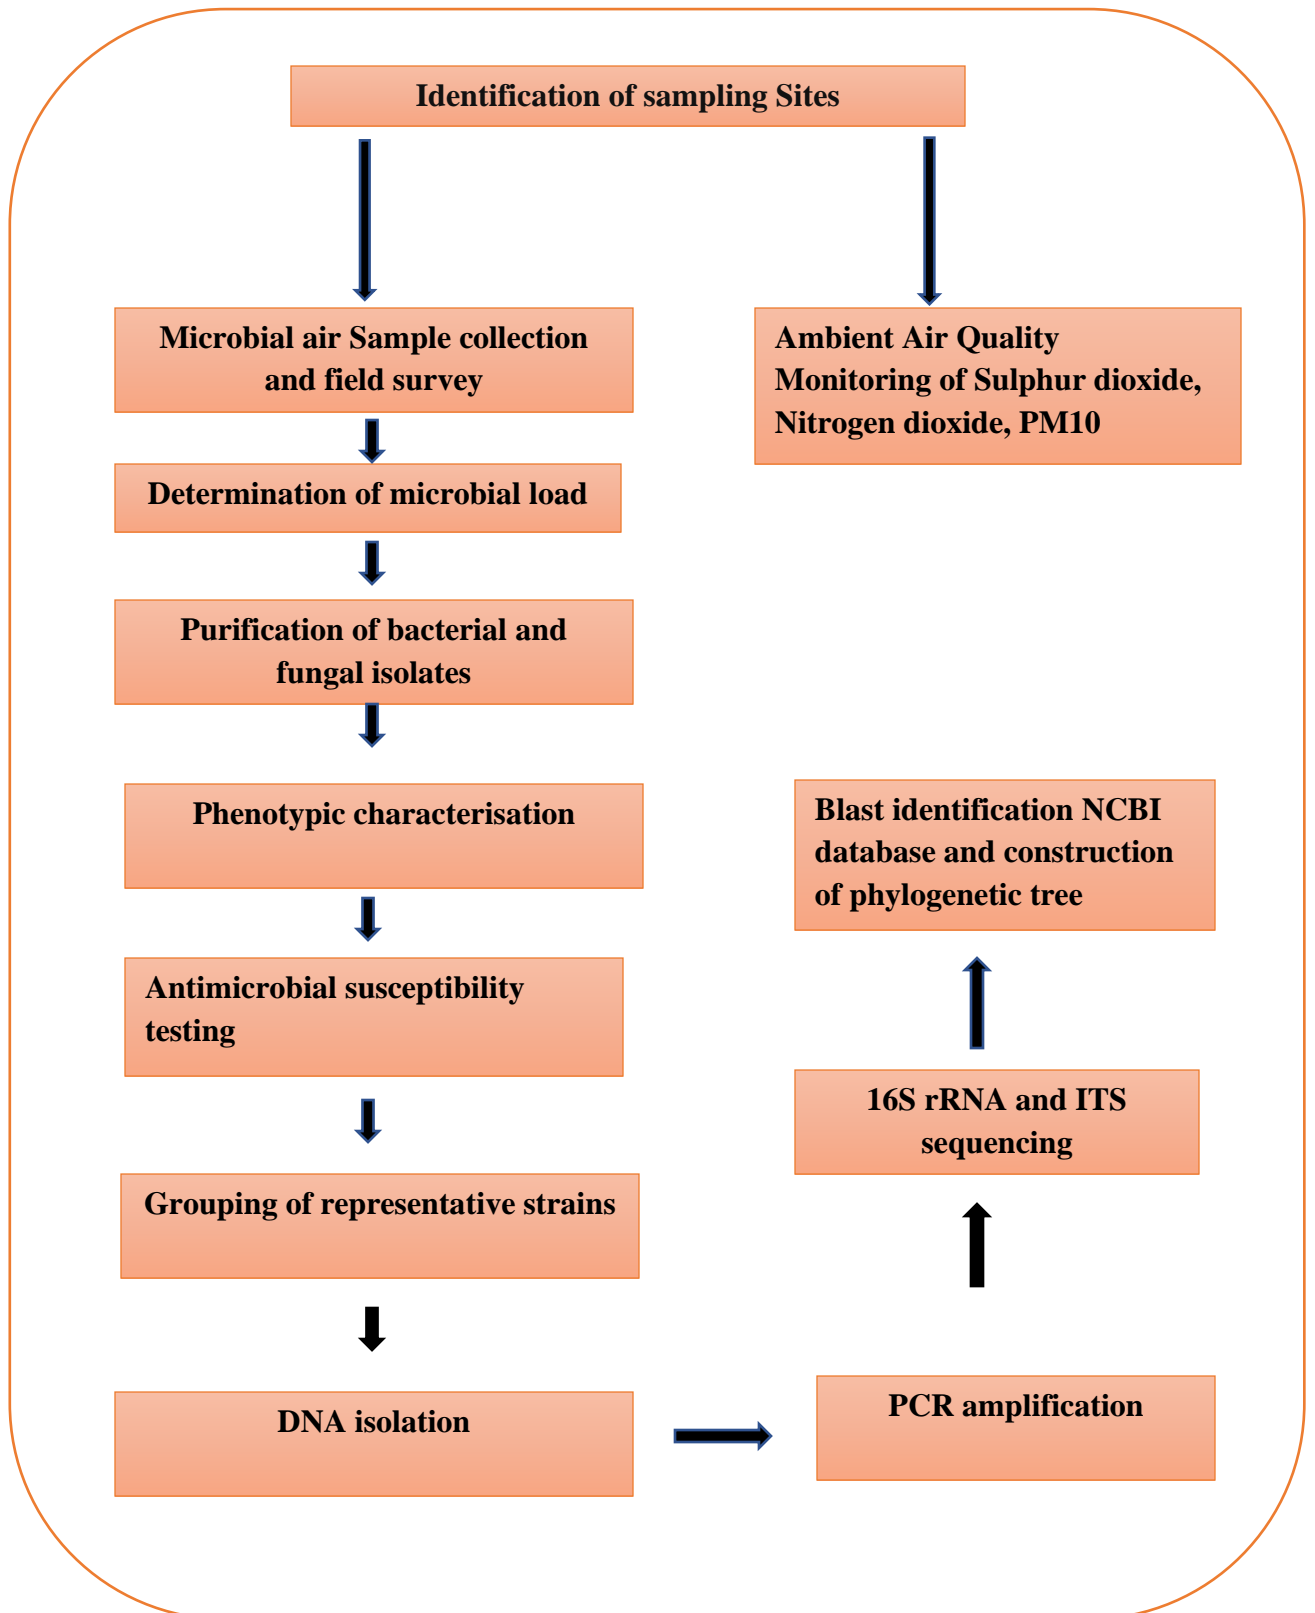 Identification of sampling Sites
Microbial air Sample collection
and field survey
Ambient Air Quality
Monitoring of Sulphur dioxide,
Nitrogen dioxide, PM10
Determination of microbial load
Purification of bacterial and
fungal isolates
Phenotypic characterisation
Antimicrobial susceptibility
testing
Grouping of representative strains
DNA isolation
PCR amplification
16S rRNA and ITS
sequencing
Blast identification NCBI
database and construction
of phylogenetic tree